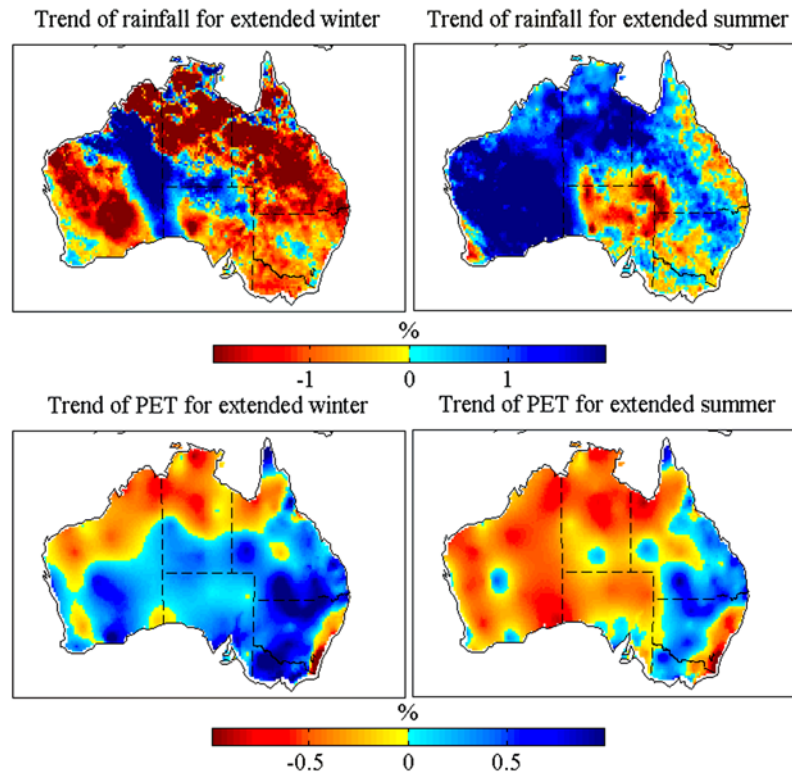 Trend of rainfall for extended winter
Trend of rainfall for extended summer
%
-1 0 1
Trend of PET for extended winter
Trend of PET for extended summer
%
-0.5 0 0.5